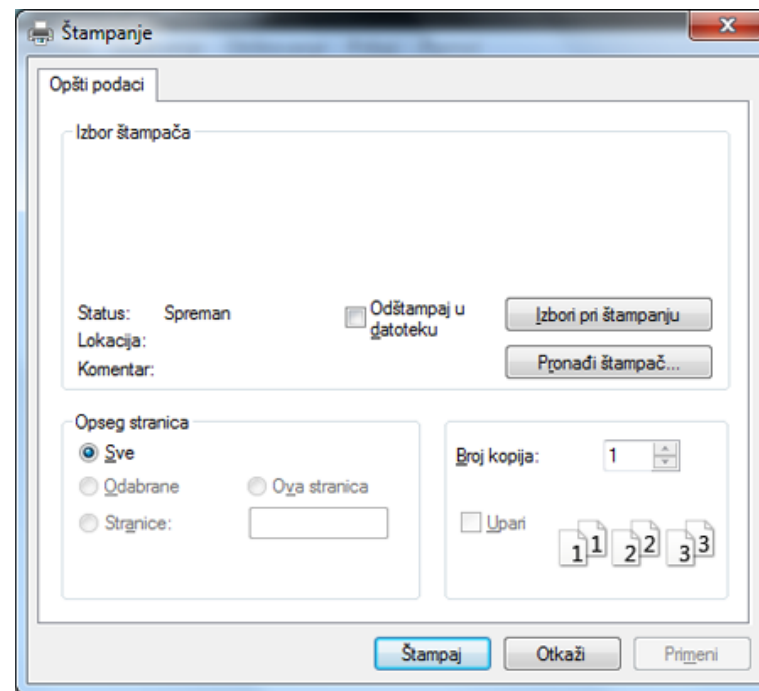 Štampanje
Opšti podaci
Izbor štampača
Status: Spreman
Lokacija:
Komentar:
Odštampaj u
datoteku
Izbori pri štampanju
Pronađi štampač...
Opseg stranica
Sve
Odabrane Ova stranica
Stranice:
Broj kopija: 1
Upari
1 1 2 2 3 3
Štampaj Otkaži Primeni